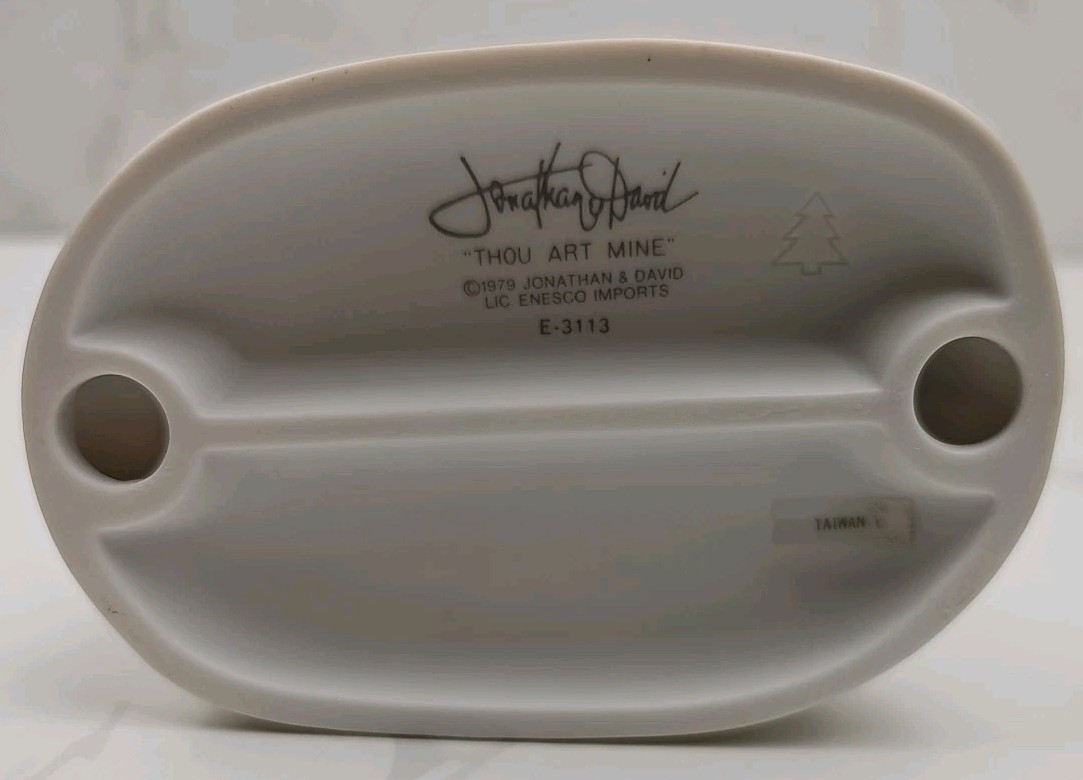 Jonathan & David
"THOU ART MINE"
©1979 JONATHAN & DAVID
LIC ENESCO IMPORTS
E-3113
TAIWAN